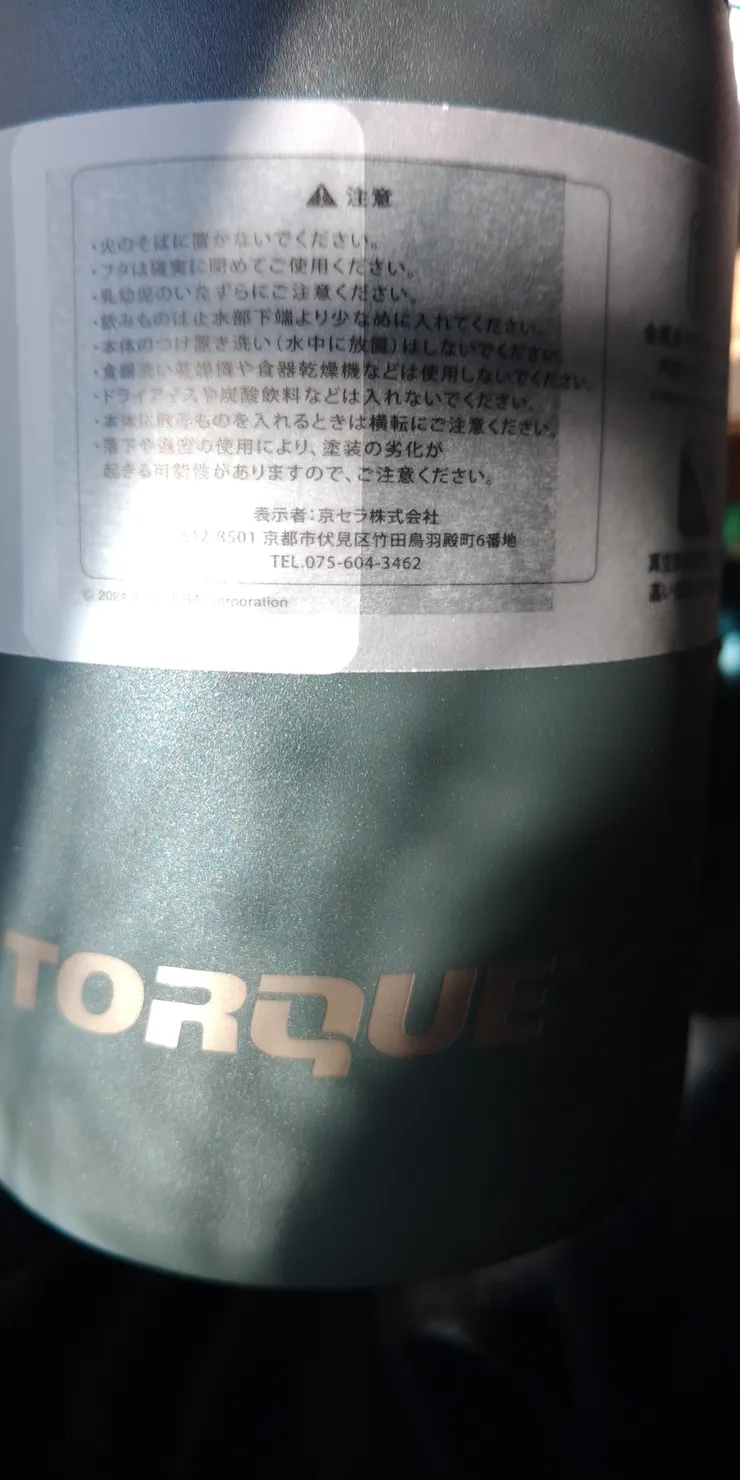 注意
・火のそばに置かないでください。
・フタは確実に閉めてご使用ください。
・乳幼児のいたずらにご注意ください。
・飲みものは止水部下端より少なめに入れてください。
・本体のつけ置き洗い(水中に放置)はしないでください。
・食器洗い乾燥機や食器乾燥機などは使用しないでください。
・ドライアイスや炭酸飲料などは入れないでください。
・本体に飲みものを入れるときは横転にご注意ください。
・落下や過度の使用により、塗装の劣化が
起きる可能性がありますので、ご注意ください。
表示者:京セラ株式会社
612-8501 京都市伏見区竹田鳥羽殿町6番地
TEL.075-604-3462
© 2024 Corporation
真空
高い
TORQUE